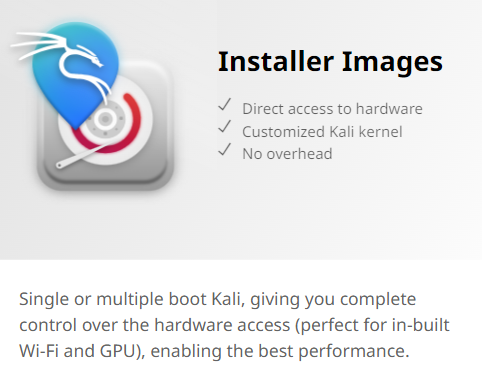 Installer Images
Direct access to hardware
Customized Kali kernel
No overhead
Single or multiple boot Kali, giving you complete
control over the hardware access (perfect for in-built
Wi-Fi and GPU), enabling the best performance.